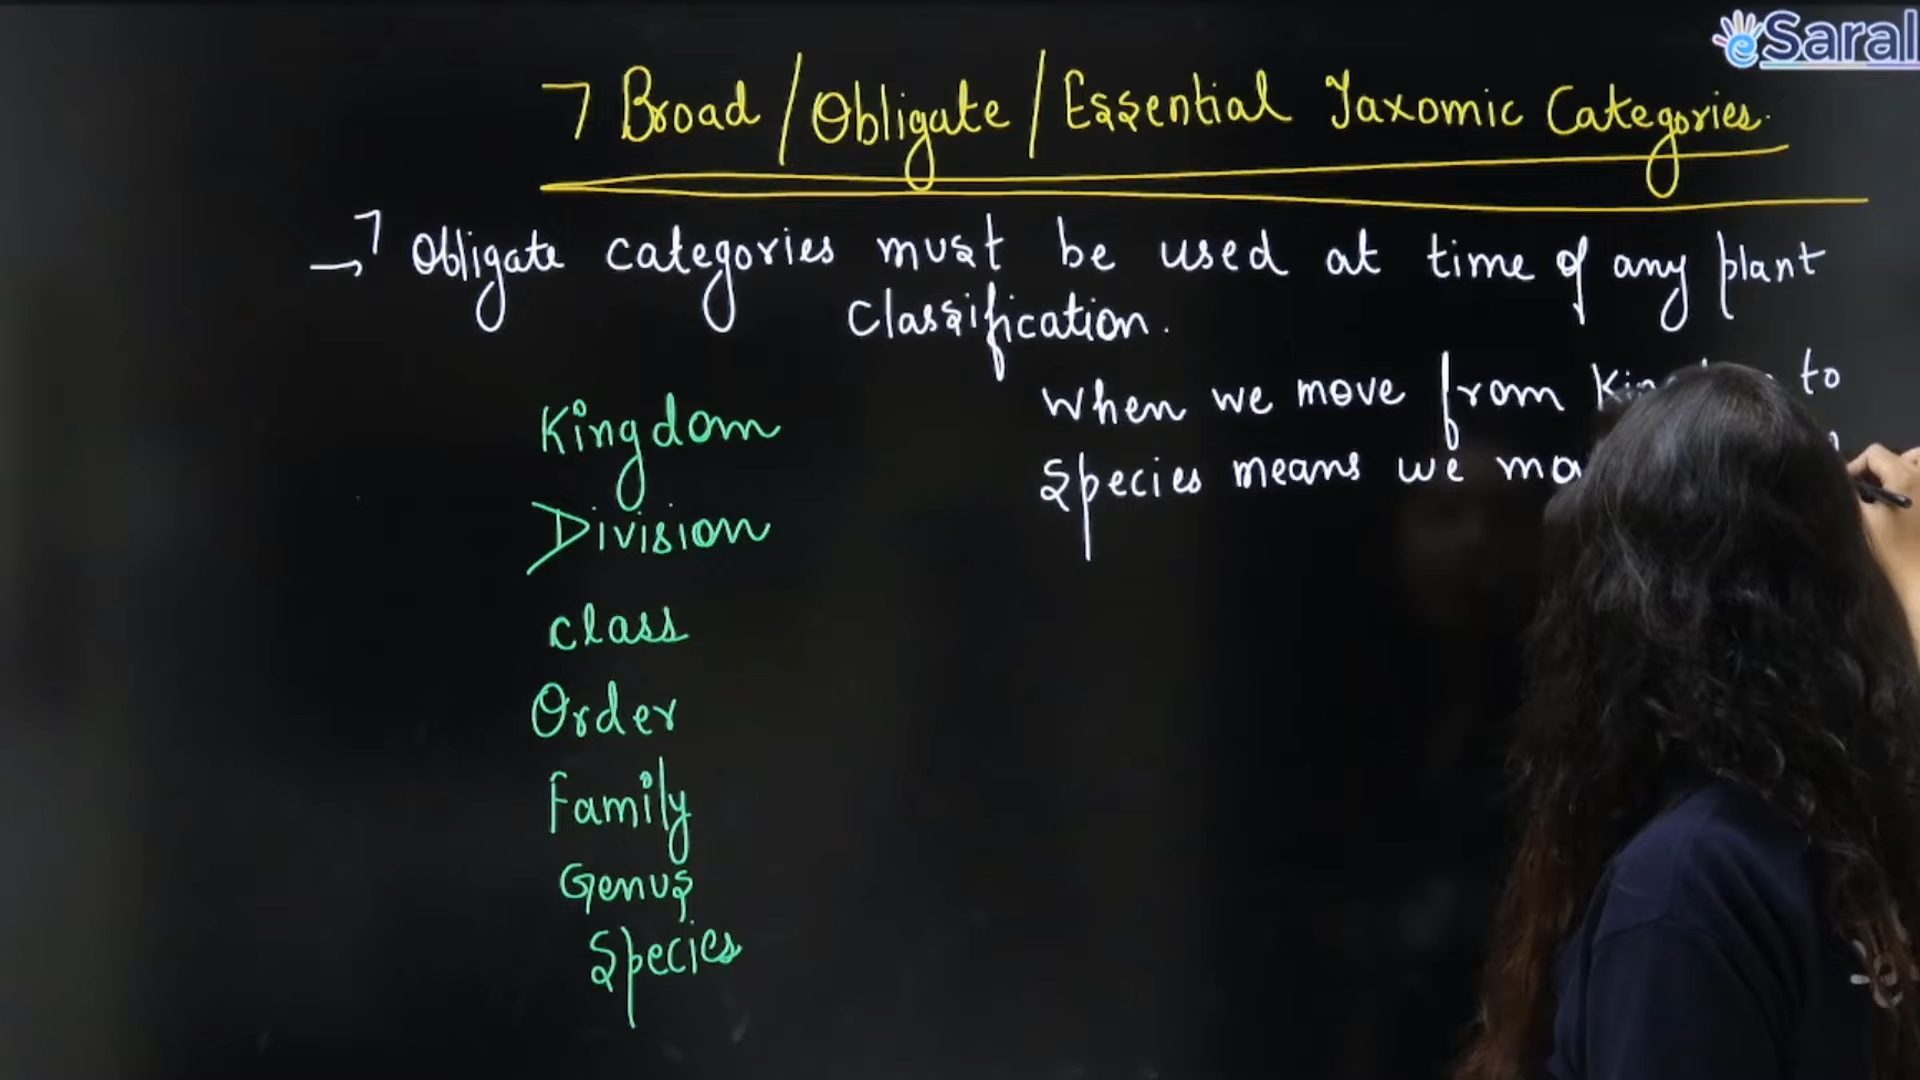 eSaral
7 Broad / Obligate / Essential Taxomic Categories.
→ 7 Obligate categories must be used at time of any plant
classification.
When we move from to
Species means we
Kingdom
Division
class
Order
Family
Genus
Species